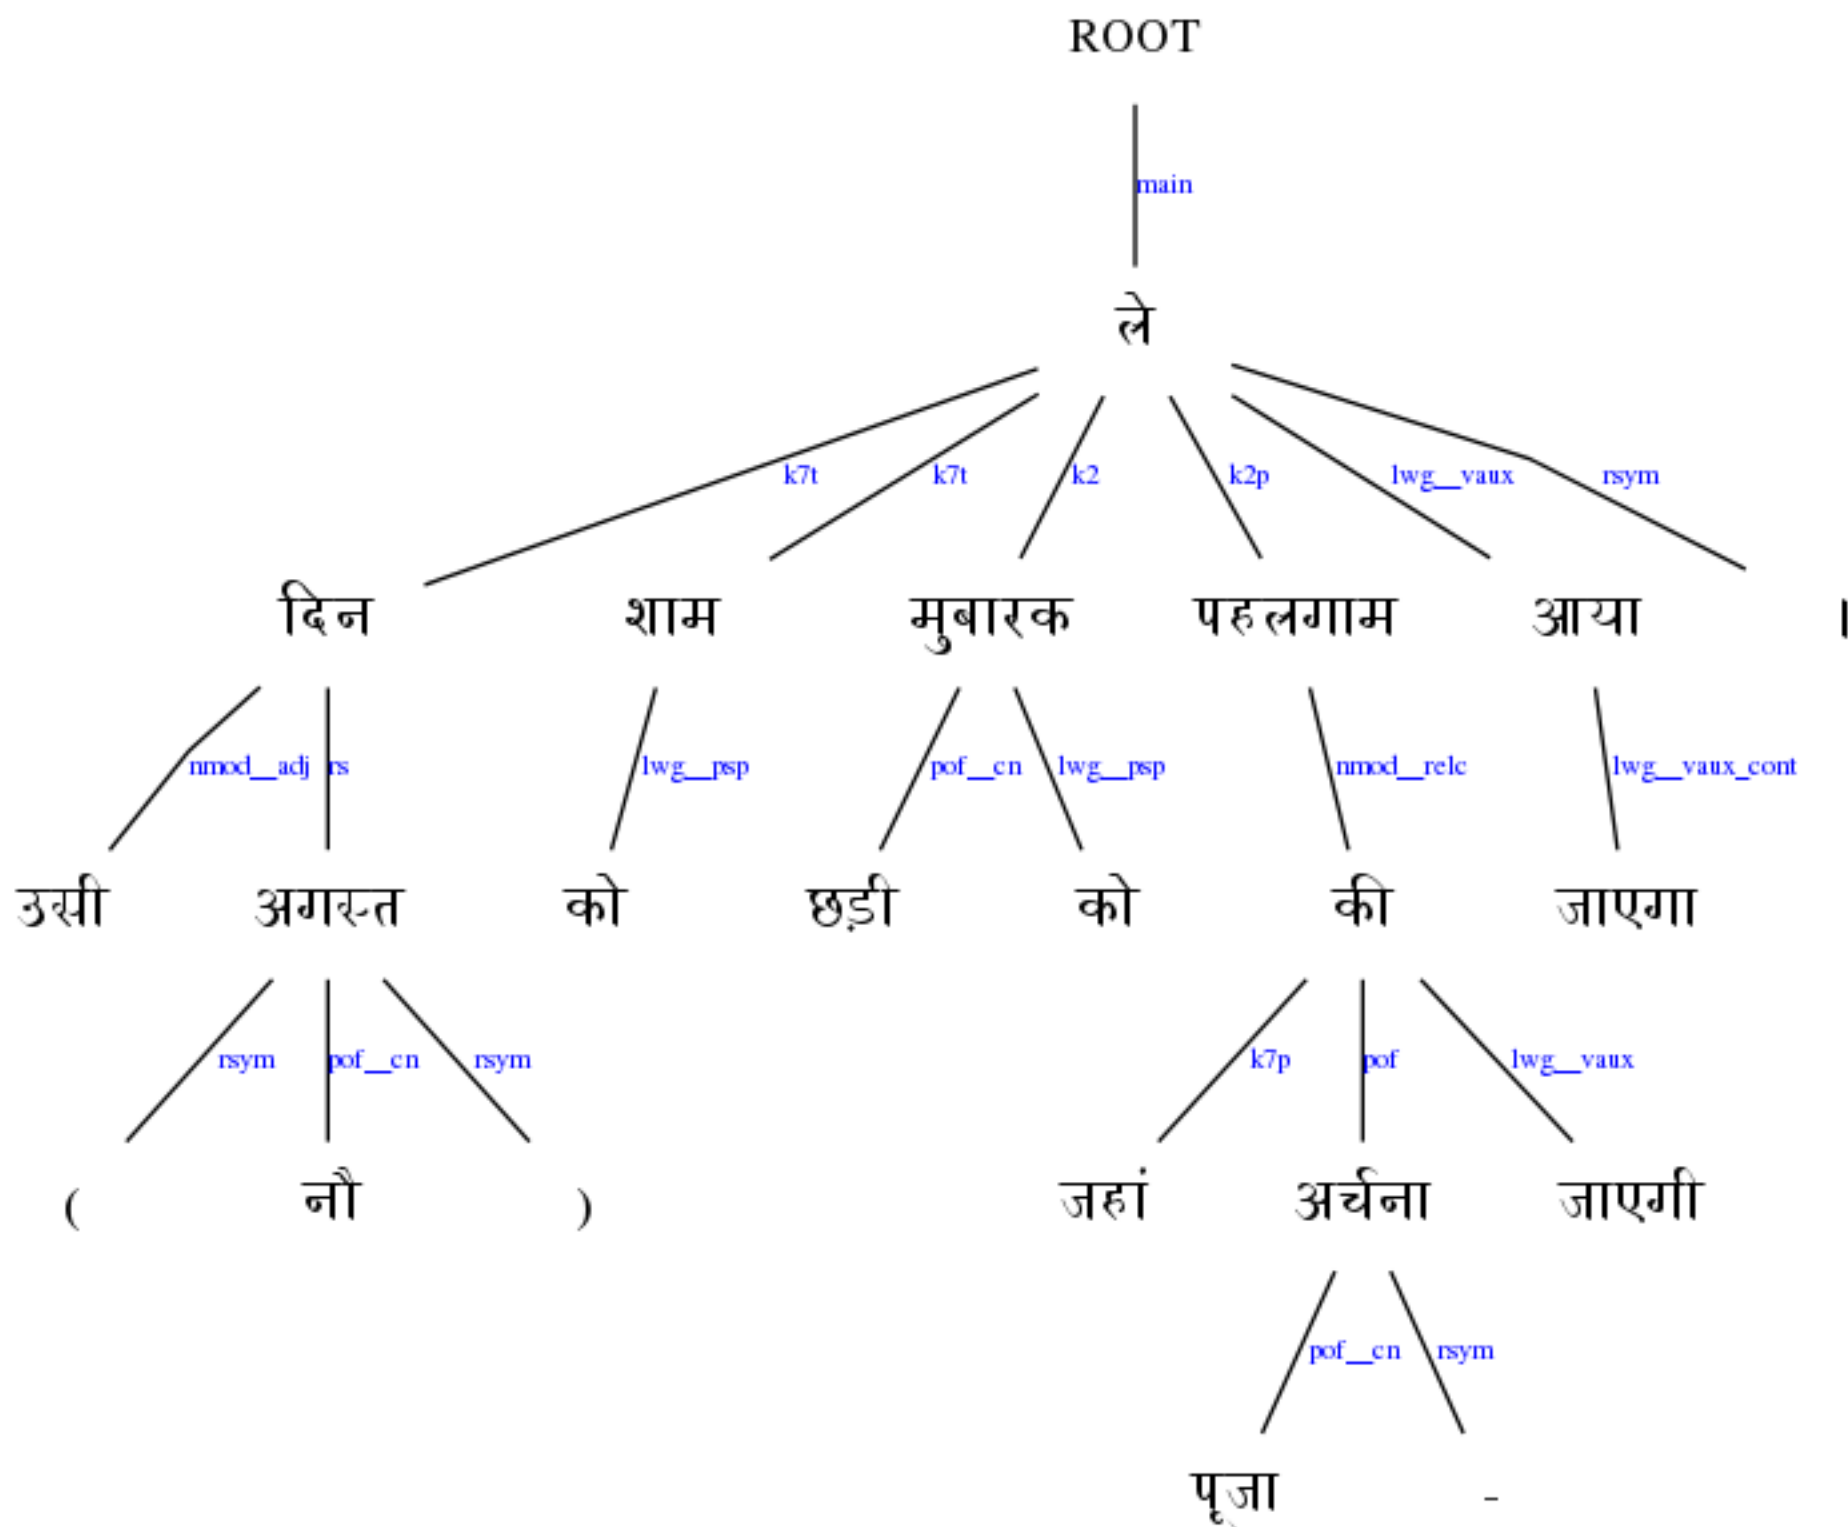 ROOT
main
ले
k7t k7t k2 k2p lwg__vaux rsym
दिन शाम मुबारक पहलगाम आया ।
nmod__adj rs lwg__psp pof__cn lwg__psp nmod__relc lwg__vaux_cont
उसी अगस्त को छड़ी को की जाएगा
rsym pof__cn rsym k7p pof lwg__vaux
( नौ ) जहां अर्चना जाएगी
pof__cn rsym
पूजा -